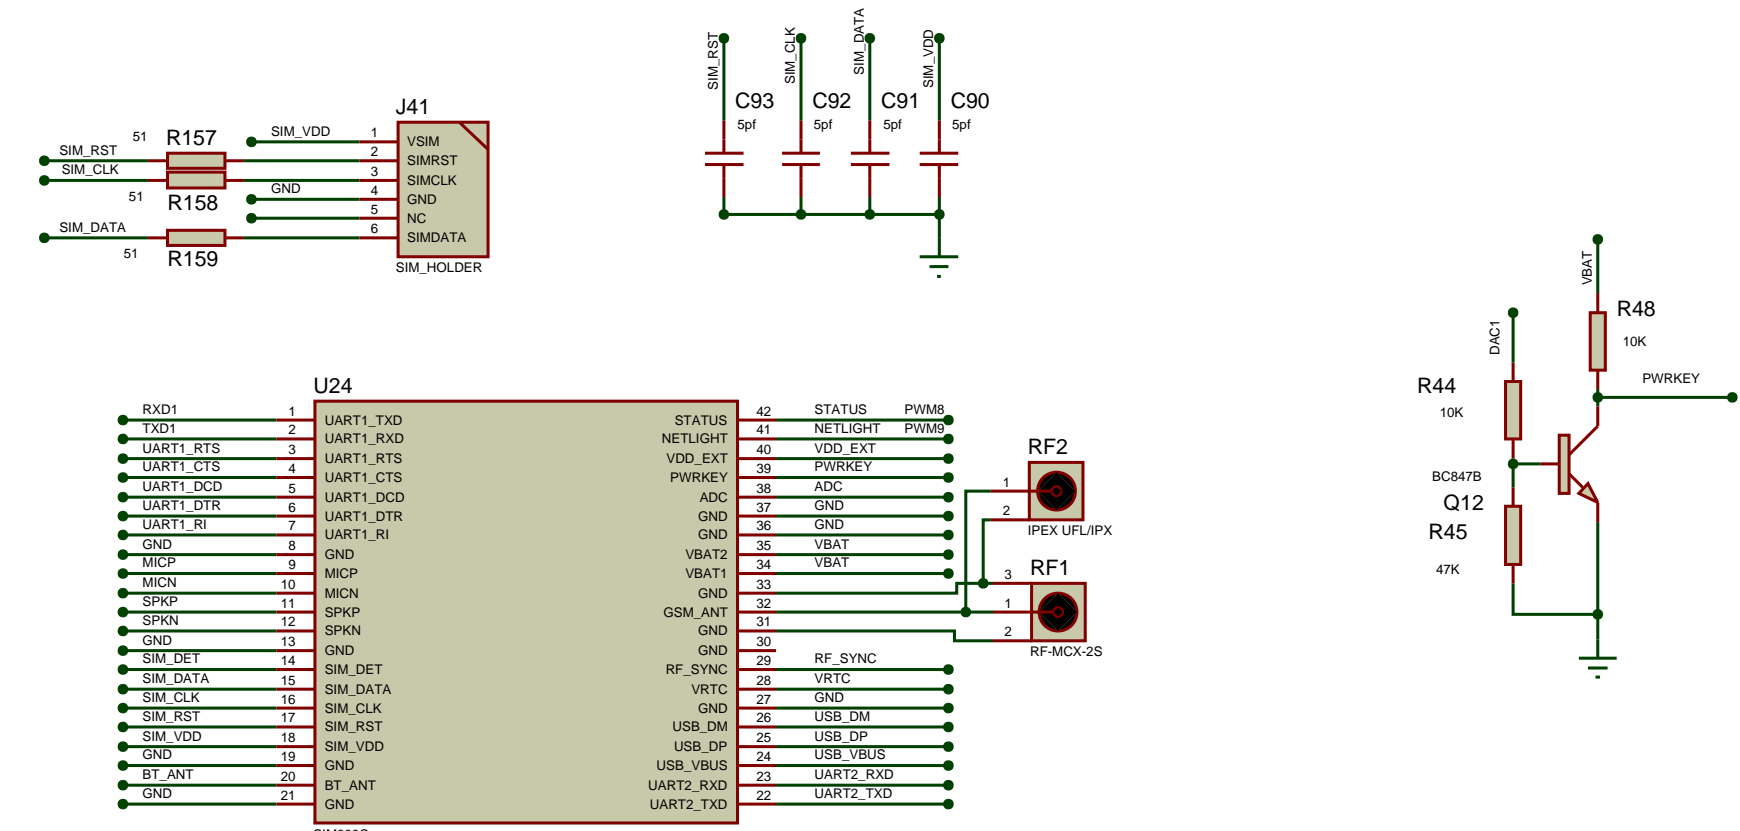 SIM_RST
SIM_CLK
SIM_DATA
SIM_VDD
C93
C92
C91
C90
5pf
5pf
5pf
5pf
J41
51
R157
SIM_VDD
1
VSIM
SIM_RST
2
SIMRST
SIM_CLK
3
SIMCLK
GND
4
GND
51
R158
5
NC
SIM_DATA
6
SIMDATA
51
R159
SIM_HOLDER
VBAT
R48
10K
DAC1
PWRKEY
R44
10K
BC847B
Q12
R45
47K
U24
RXD1 1 UART1_TXD
TXD1 2 UART1_RXD
UART1_RTS 3 UART1_RTS
UART1_CTS 4 UART1_CTS
UART1_DCD 5 UART1_DCD
UART1_DTR 6 UART1_DTR
UART1_RI 7 UART1_RI
GND 8 GND
MICP 9 MICP
MICN 10 MICN
SPKP 11 SPKP
SPKN 12 SPKN
GND 13 GND
SIM_DET 14 SIM_DET
SIM_DATA 15 SIM_DATA
SIM_CLK 16 SIM_CLK
SIM_RST 17 SIM_RST
SIM_VDD 18 SIM_VDD
GND 19 GND
BT_ANT 20 BT_ANT
GND 21 GND
STATUS 42 STATUS PWM8
NETLIGHT 41 NETLIGHT PWM9
VDD_EXT 40 VDD_EXT
PWRKEY 39 PWRKEY
ADC 38 ADC
GND 37 GND
GND 36 GND
VBAT2 35 VBAT
VBAT1 34 VBAT
GND 33
GSM_ANT 32
GND 31
GND 30
RF_SYNC 29 RF_SYNC
VRTC 28 VRTC
GND 27 GND
USB_DM 26 USB_DM
USB_DP 25 USB_DP
USB_VBUS 24 USB_VBUS
UART2_RXD 23 UART2_RXD
UART2_TXD 22 UART2_TXD
RF2
1
2
IPEX UFL/IPX
RF1
3
1
2
RF-MCX-2S